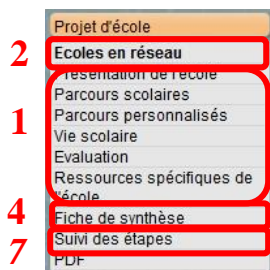 Projet d'école
2
Ecoles en réseau
Présentation de l'école
1
Parcours scolaires
Parcours personnalisés
Vie scolaire
Evaluation
Ressources spécifiques de
l'école
4
Fiche de synthèse
7
Suivi des étapes
PDF